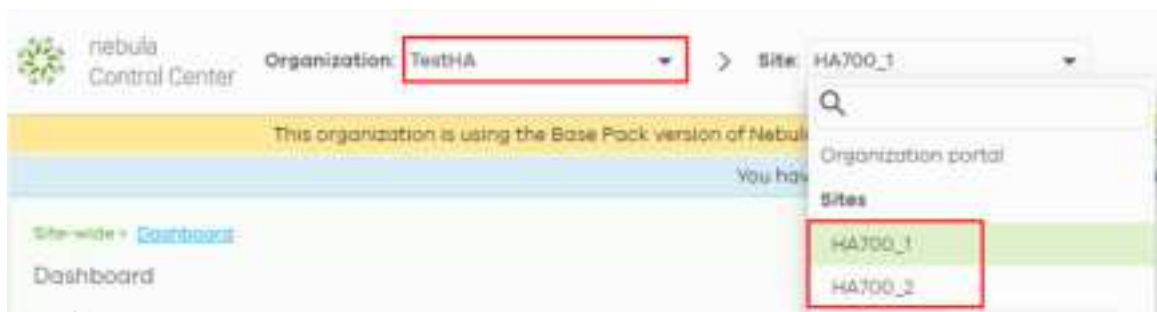 nebula
Control Center
Organization: TestHA > Site: HA700_1
This organization is using the Base Pack version of Nebul
Organization portal
You hav
Sites
Site-wide > Dashboard
HA700_1
Dashboard
HA700_2